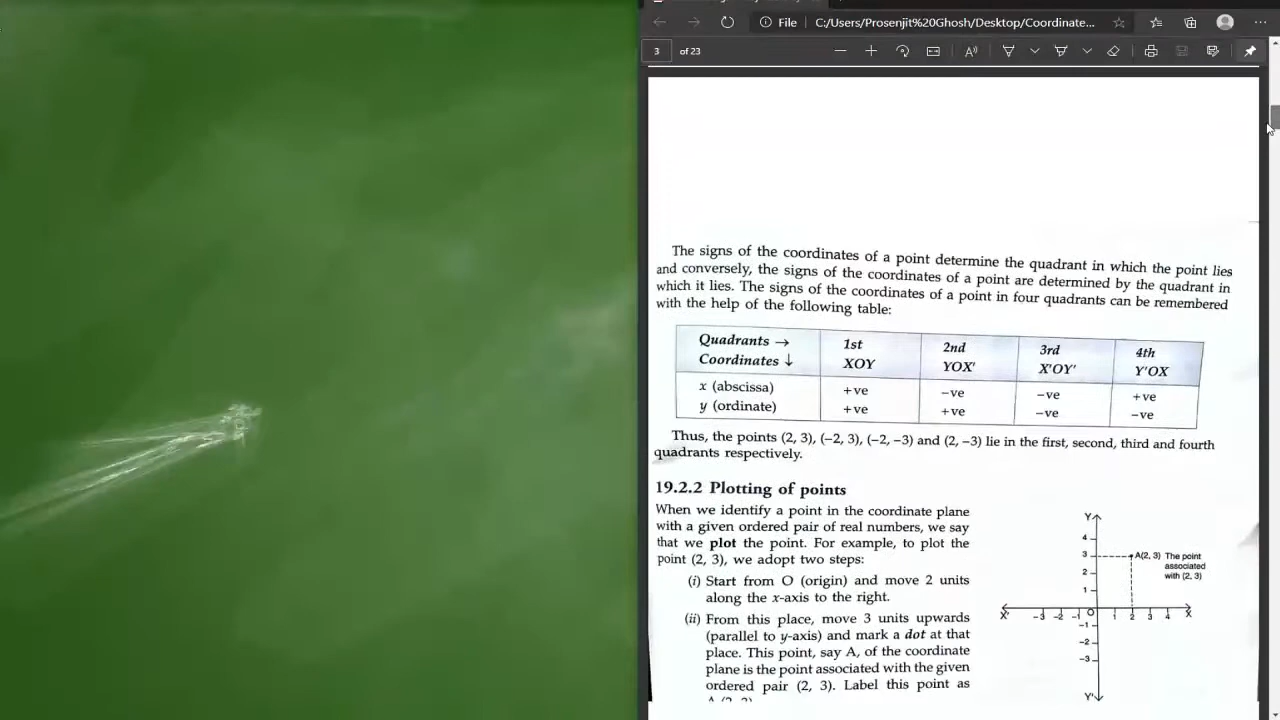 File C:/Users/Prosenjit%20Ghosh/Desktop/Coordinate...
3 of 23
The signs of the coordinates of a point determine the quadrant in which the point lies
and conversely, the signs of the coordinates of a point are determined by the quadrant in
which it lies. The signs of the coordinates of a point in four quadrants can be remembered
with the help of the following table:
Quadrants → 1st 2nd 3rd 4th
Coordinates ↓ XOY YOX' X'OY' Y'OX
x (abscissa) +ve −ve −ve +ve
y (ordinate) +ve +ve −ve −ve
Thus, the points (2, 3), (−2, 3), (−2, −3) and (2, −3) lie in the first, second, third and fourth
quadrants respectively.
19.2.2 Plotting of points
When we identify a point in the coordinate plane
with a given ordered pair of real numbers, we say
that we plot the point. For example, to plot the
point (2, 3), we adopt two steps:
(i) Start from O (origin) and move 2 units
along the x-axis to the right.
(ii) From this place, move 3 units upwards
(parallel to y-axis) and mark a dot at that
place. This point, say A, of the coordinate
plane is the point associated with the given
ordered pair (2, 3). Label this point as
Y
4
3 A(2, 3) The point
associated
with (2, 3)
2
1
X' −3 −2 −1 O 1 2 3 4 X
−1
−2
−3
Y'